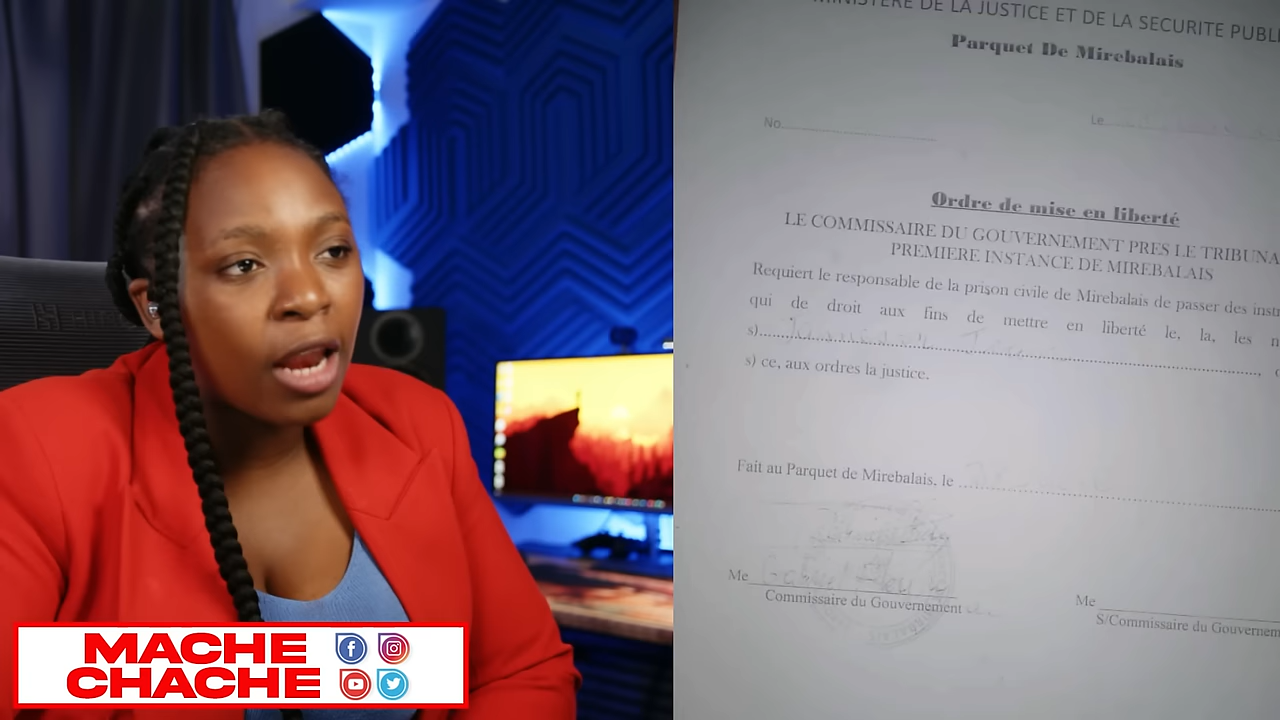 MINISTERE DE LA JUSTICE ET DE LA SECURITE PUBLI
Parquet De Mirebalais
No
Le
Ordre de mise en liberté
LE COMMISSAIRE DU GOUVERNEMENT PRES LE TRIBUNA
PREMIERE INSTANCE DE MIREBALAIS
Requiert le responsable de la prison civile de Mirebalais de passer des inst
qui de droit aux fins de mettre en liberté le, la, les
s)
s) ce, aux ordres la justice.
Fait au Parquet de Mirebalais, le
Me
Commissaire du Gouvernement
Me
S/Commissaire du Gouvernem
MACHE
CHACHE